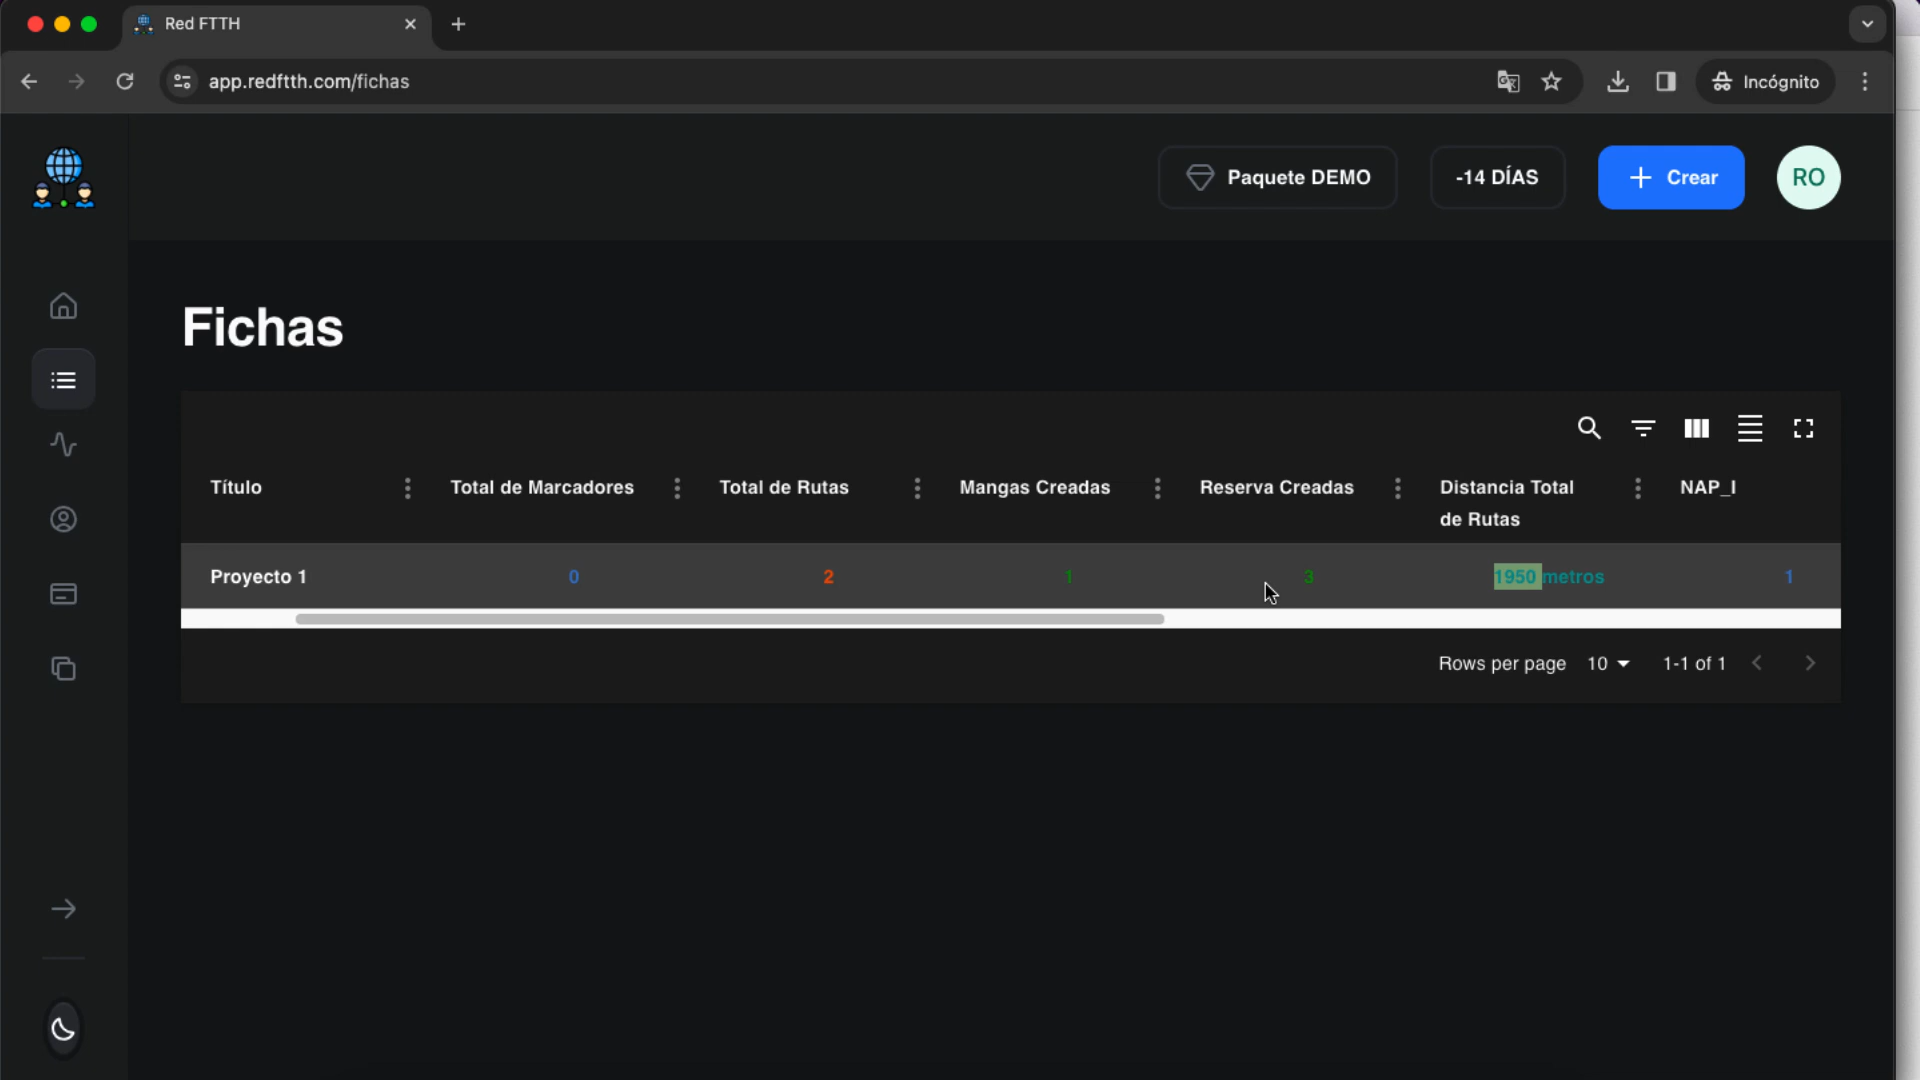 Red FTTH
app.redftth.com/fichas
Incógnito
Paquete DEMO
-14 DÍAS
Crear
RO
Fichas
Título
Total de Marcadores
Total de Rutas
Mangas Creadas
Reserva Creadas
Distancia Total
de Rutas
NAP_I
Proyecto 1
0
2
1
3
1950 metros
1
Rows per page
10
1-1 of 1